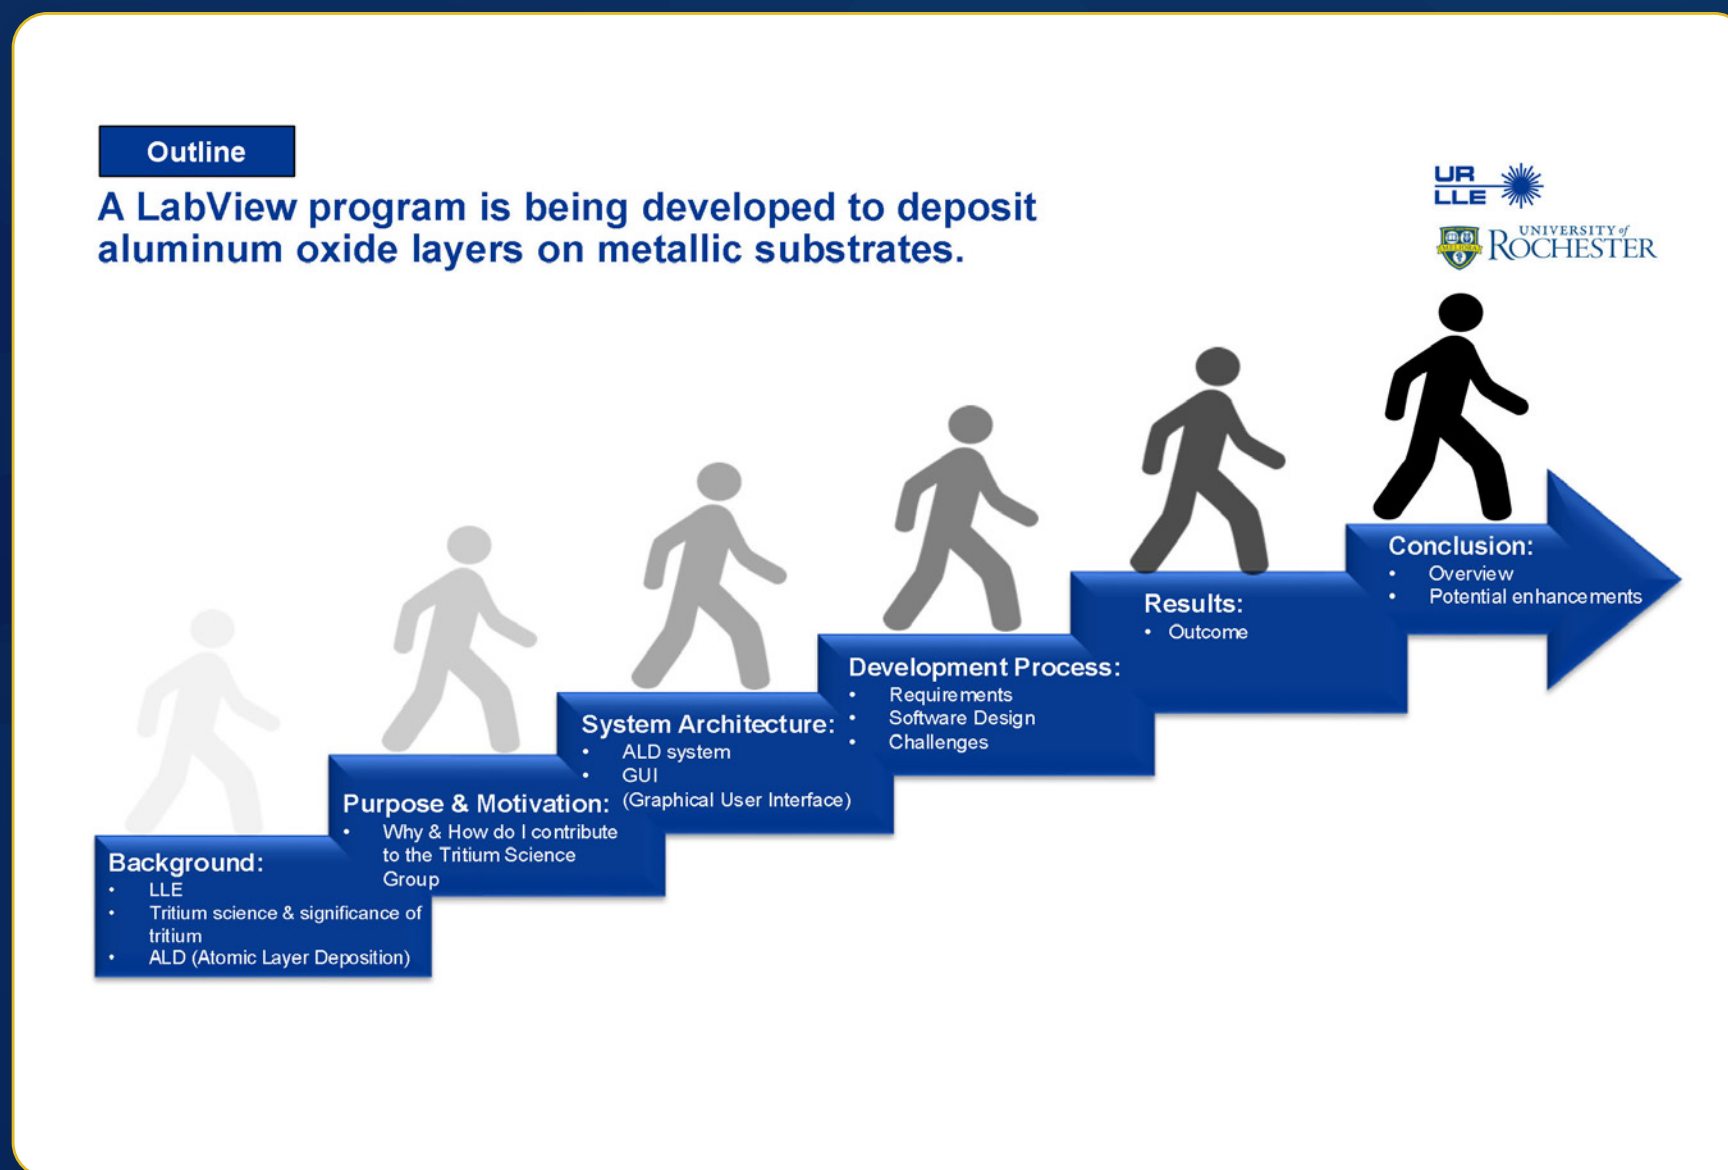 Outline
A LabView program is being developed to deposit
aluminum oxide layers on metallic substrates.
UR
LLE
UNIVERSITY of
ROCHESTER
MELIORA
Background:
• LLE
• Tritium science & significance of
tritium
• ALD (Atomic Layer Deposition)
Purpose & Motivation:
• Why & How do I contribute
to the Tritium Science
Group
System Architecture:
• ALD system
• GUI
(Graphical User Interface)
Development Process:
• Requirements
• Software Design
• Challenges
Results:
• Outcome
Conclusion:
• Overview
• Potential enhancements